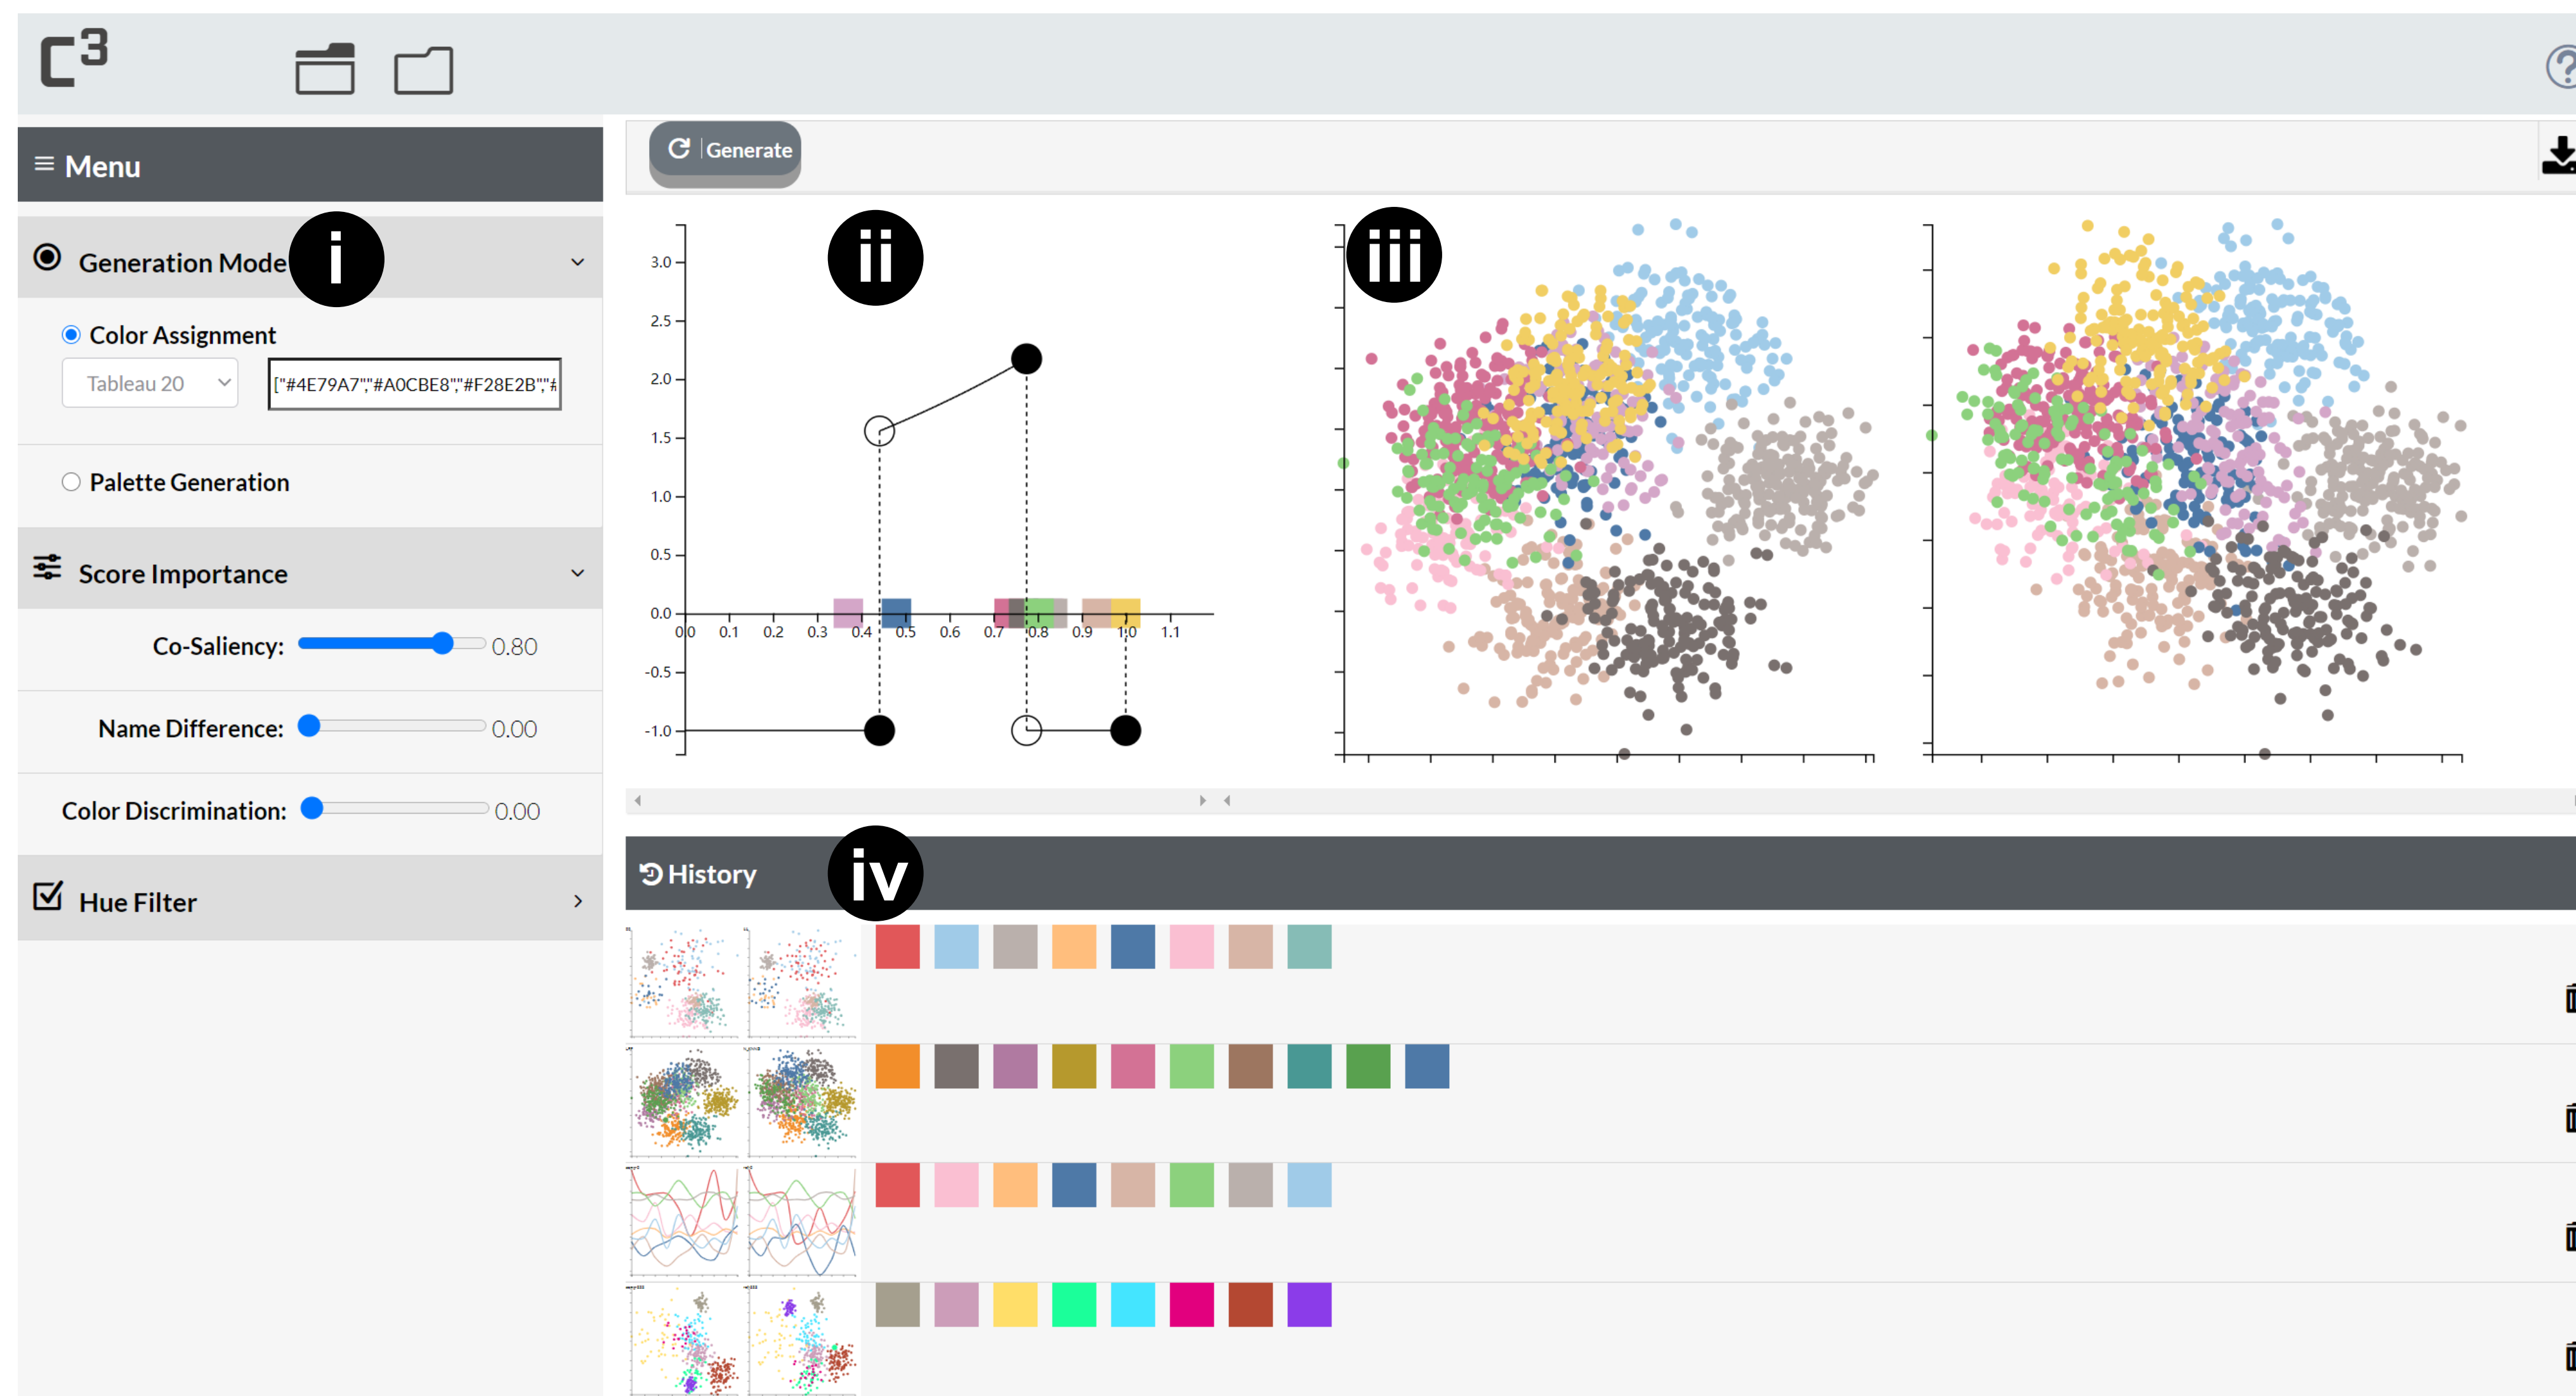 C3
Menu
Generation Mode
i
Color Assignment
Tableau 20
["#4E79A7","#A0CBE8","#F28E2B","#
Palette Generation
Score Importance
Co-Saliency: 0.80
Name Difference: 0.00
Color Discrimination: 0.00
Hue Filter
Generate
ii
3.0
2.5
2.0
1.5
1.0
0.5
0.0
-0.5
-1.0
0.0 0.1 0.2 0.3 0.4 0.5 0.6 0.7 0.8 0.9 1.0 1.1
iii
History
iv
?